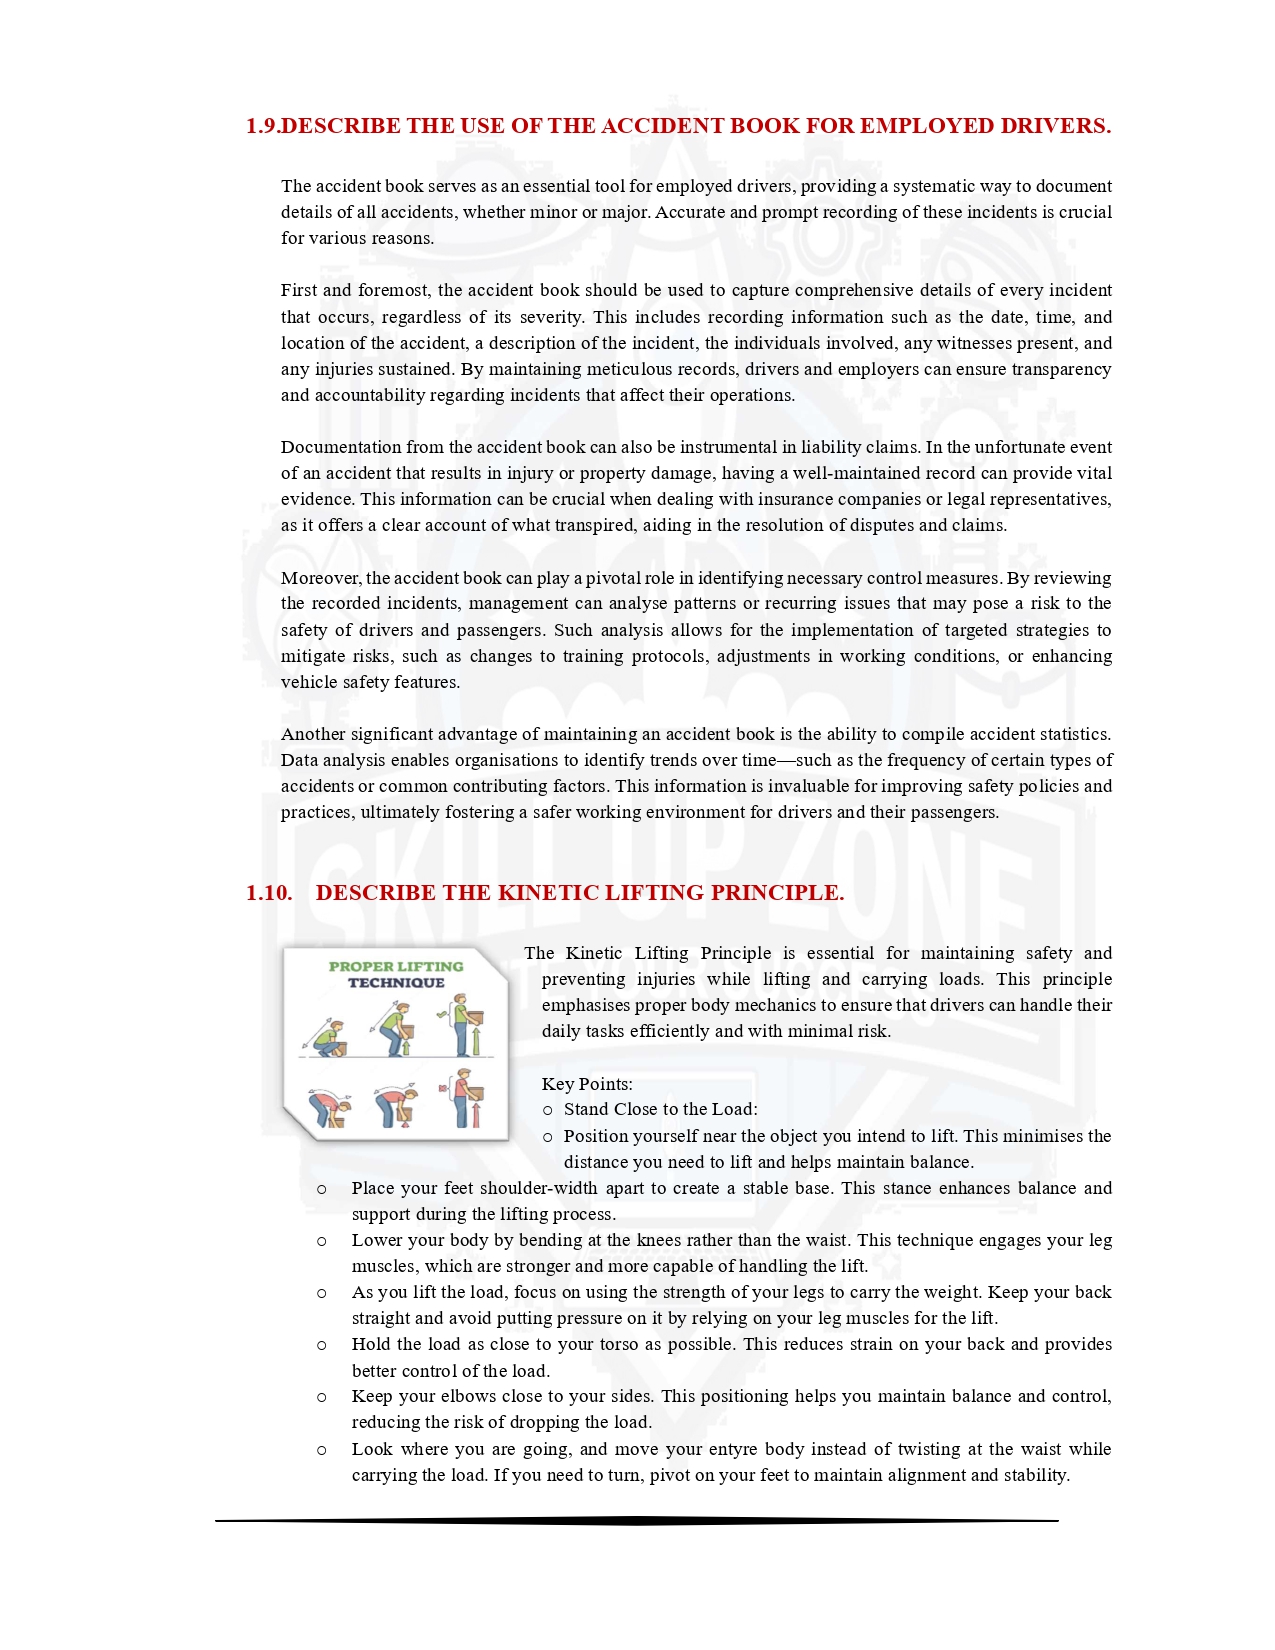 1.9.DESCRIBE THE USE OF THE ACCIDENT BOOK FOR EMPLOYED DRIVERS.
The accident book serves as an essential tool for employed drivers, providing a systematic way to document
details of all accidents, whether minor or major. Accurate and prompt recording of these incidents is crucial
for various reasons.
First and foremost, the accident book should be used to capture comprehensive details of every incident
that occurs, regardless of its severity. This includes recording information such as the date, time, and
location of the accident, a description of the incident, the individuals involved, any witnesses present, and
any injuries sustained. By maintaining meticulous records, drivers and employers can ensure transparency
and accountability regarding incidents that affect their operations.
Documentation from the accident book can also be instrumental in liability claims. In the unfortunate event
of an accident that results in injury or property damage, having a well-maintained record can provide vital
evidence. This information can be crucial when dealing with insurance companies or legal representatives,
as it offers a clear account of what transpired, aiding in the resolution of disputes and claims.
Moreover, the accident book can play a pivotal role in identifying necessary control measures. By reviewing
the recorded incidents, management can analyse patterns or recurring issues that may pose a risk to the
safety of drivers and passengers. Such analysis allows for the implementation of targeted strategies to
mitigate risks, such as changes to training protocols, adjustments in working conditions, or enhancing
vehicle safety features.
Another significant advantage of maintaining an accident book is the ability to compile accident statistics.
Data analysis enables organisations to identify trends over time—such as the frequency of certain types of
accidents or common contributing factors. This information is invaluable for improving safety policies and
practices, ultimately fostering a safer working environment for drivers and their passengers.
SKILL UP ZONE
1.10. DESCRIBE THE KINETIC LIFTING PRINCIPLE.
PROPER LIFTING
TECHNIQUE
The Kinetic Lifting Principle is essential for maintaining safety and
preventing injuries while lifting and carrying loads. This principle
emphasises proper body mechanics to ensure that drivers can handle their
daily tasks efficiently and with minimal risk.
Key Points:
o Stand Close to the Load:
o Position yourself near the object you intend to lift. This minimises the
distance you need to lift and helps maintain balance.
o Place your feet shoulder-width apart to create a stable base. This stance enhances balance and
support during the lifting process.
o Lower your body by bending at the knees rather than the waist. This technique engages your leg
muscles, which are stronger and more capable of handling the lift.
o As you lift the load, focus on using the strength of your legs to carry the weight. Keep your back
straight and avoid putting pressure on it by relying on your leg muscles for the lift.
o Hold the load as close to your torso as possible. This reduces strain on your back and provides
better control of the load.
o Keep your elbows close to your sides. This positioning helps you maintain balance and control,
reducing the risk of dropping the load.
o Look where you are going, and move your entyre body instead of twisting at the waist while
carrying the load. If you need to turn, pivot on your feet to maintain alignment and stability.